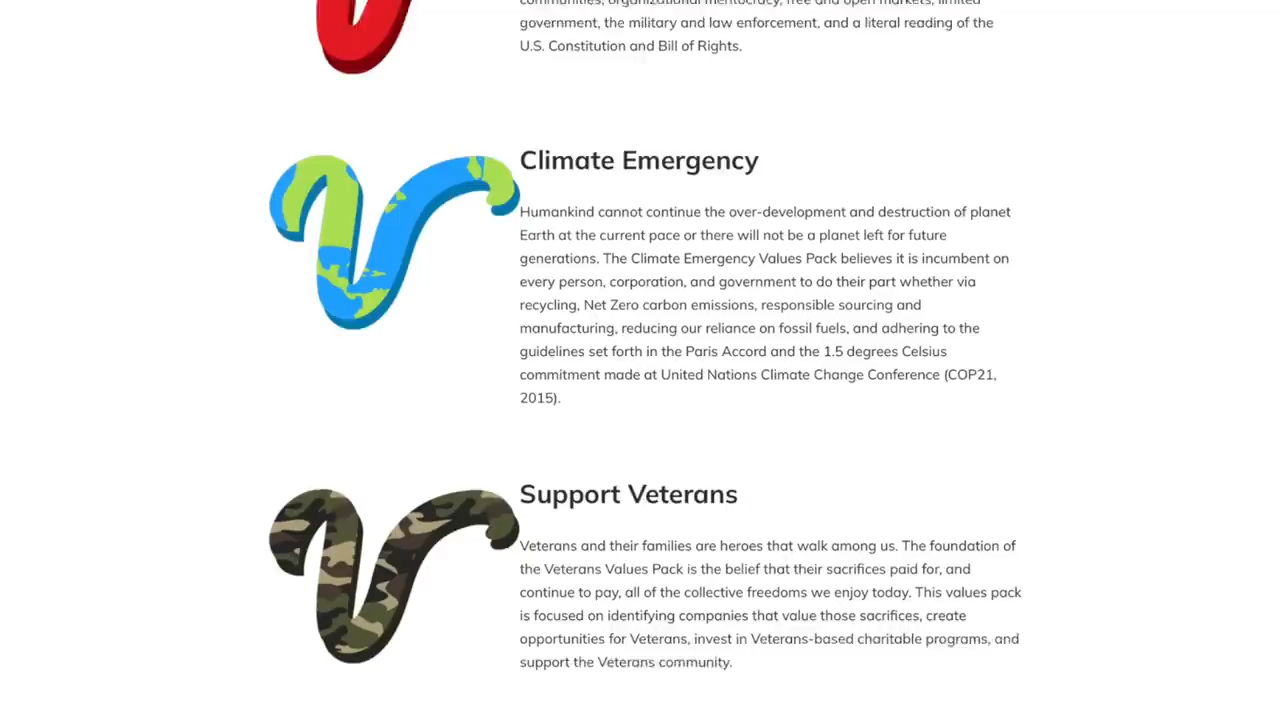 communities, organizational meritocracy, free and open markets, limited
government, the military and law enforcement, and a literal reading of the
U.S. Constitution and Bill of Rights.
Climate Emergency
Humankind cannot continue the over-development and destruction of planet
Earth at the current pace or there will not be a planet left for future
generations. The Climate Emergency Values Pack believes it is incumbent on
every person, corporation, and government to do their part whether via
recycling, Net Zero carbon emissions, responsible sourcing and
manufacturing, reducing our reliance on fossil fuels, and adhering to the
guidelines set forth in the Paris Accord and the 1.5 degrees Celsius
commitment made at United Nations Climate Change Conference (COP21,
2015).
Support Veterans
Veterans and their families are heroes that walk among us. The foundation of
the Veterans Values Pack is the belief that their sacrifices paid for, and
continue to pay, all of the collective freedoms we enjoy today. This values pack
is focused on identifying companies that value those sacrifices, create
opportunities for Veterans, invest in Veterans-based charitable programs, and
support the Veterans community.